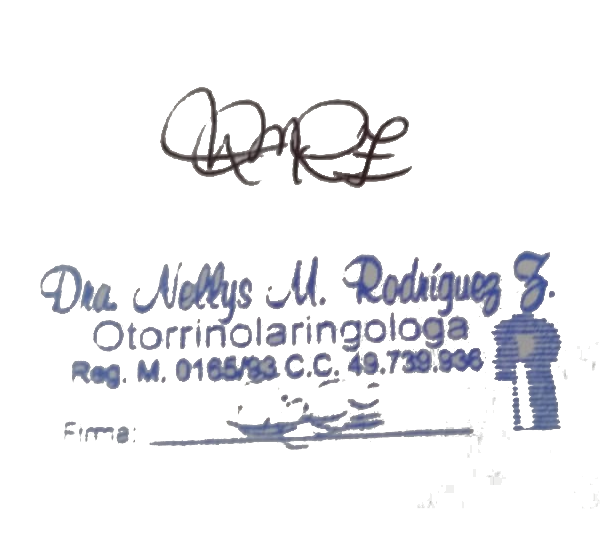 Dra. Nellys M. Rodríguez Z.
Otorrinolaringologa
Reg. M. 0165/93 C.C. 49.739.936
Firma: